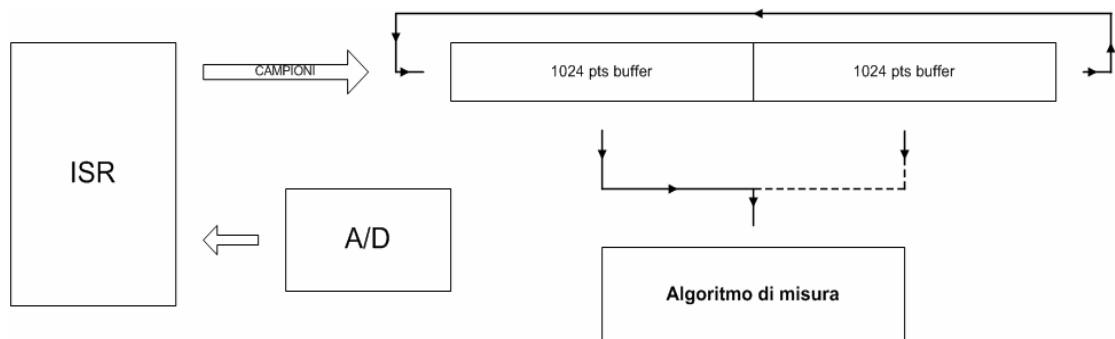 CAMPIONI
1024 pts buffer
1024 pts buffer
ISR
A/D
Algoritmo di misura